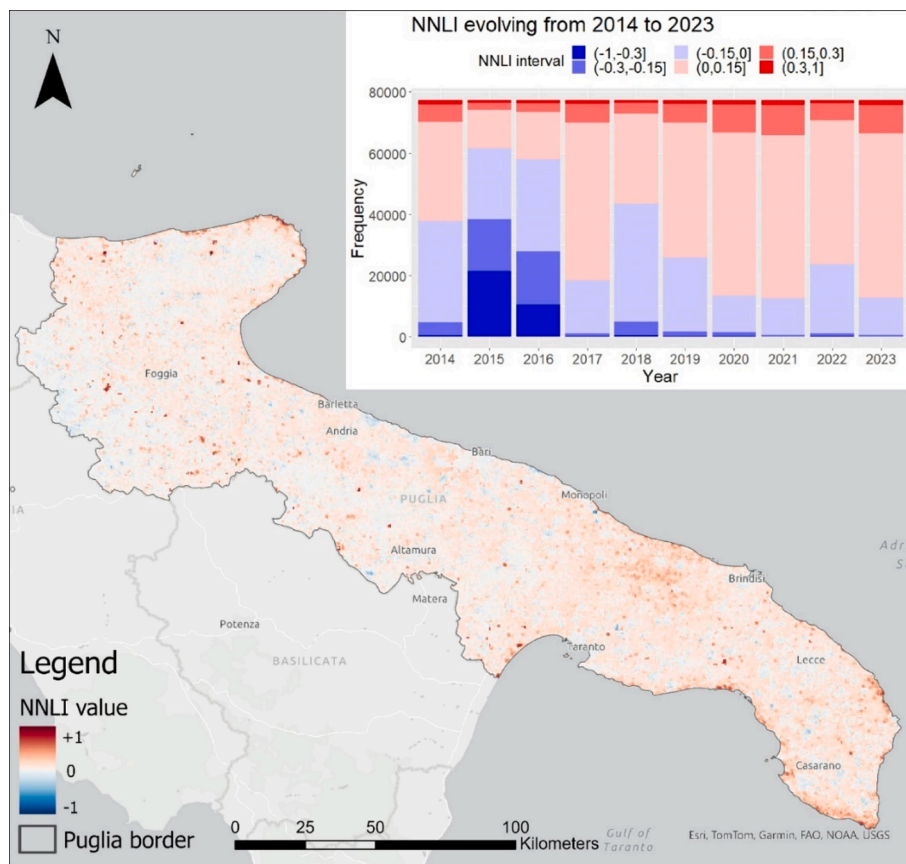 N
NNLI evolving from 2014 to 2023
NNLI interval
(-1,-0.3]
(-0.3,-0.15]
(-0.15,0]
(0,0.15]
(0.15,0.3]
(0.3,1]
Frequency
80000
60000
40000
20000
0
2014 2015 2016 2017 2018 2019 2020 2021 2022 2023
Year
Foggia
Barletta
Andria
Bari
PUGLIA
Monopoli
Altamura
Matera
Brindisi
Potenza
Taranto
BASILICATA
Lecce
Casarano
Legend
NNLI value
+1
0
-1
Puglia border
0 25 50 100
Kilometers
Gulf of
Taranto
Esri, TomTom, Garmin, FAO, NOAA, USGS